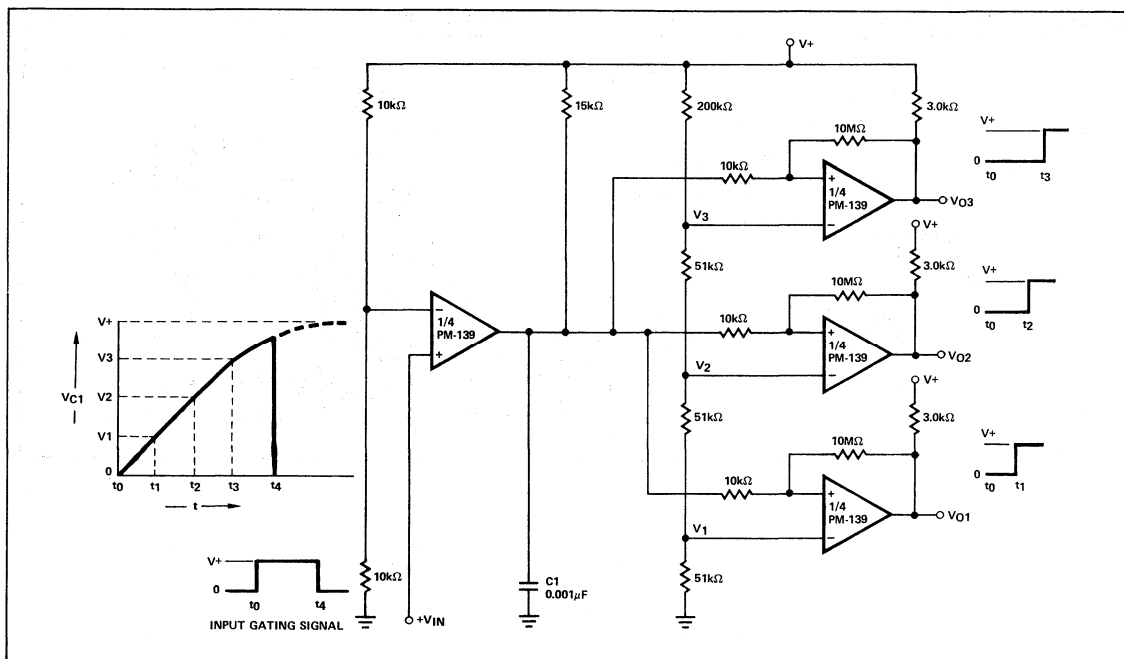 V+
10kΩ
15kΩ
200kΩ
3.0kΩ
10MΩ
10kΩ
+
1/4
PM-139
−
V3
VO3
V+
0
t0
t3
V+
3.0kΩ
51kΩ
10MΩ
10kΩ
+
1/4
PM-139
−
V2
VO2
V+
0
t0
t2
−
1/4
PM-139
+
V+
3.0kΩ
51kΩ
10MΩ
10kΩ
+
1/4
PM-139
−
V1
VO1
V+
0
t0
t1
51kΩ
V+
V3
VC1
V2
V1
0
t0
t1
t2
t3
t4
t
V+
0
t0
t4
INPUT GATING SIGNAL
10kΩ
+VIN
C1
0.001μF